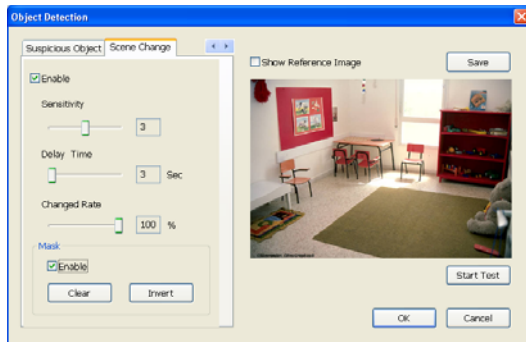 Object Detection
Suspicious Object
Scene Change
Enable
Sensitivity
3
Delay Time
3 Sec
Changed Rate
100 %
Mask
Enable
Clear
Invert
Show Reference Image
Save
Start Test
OK
Cancel